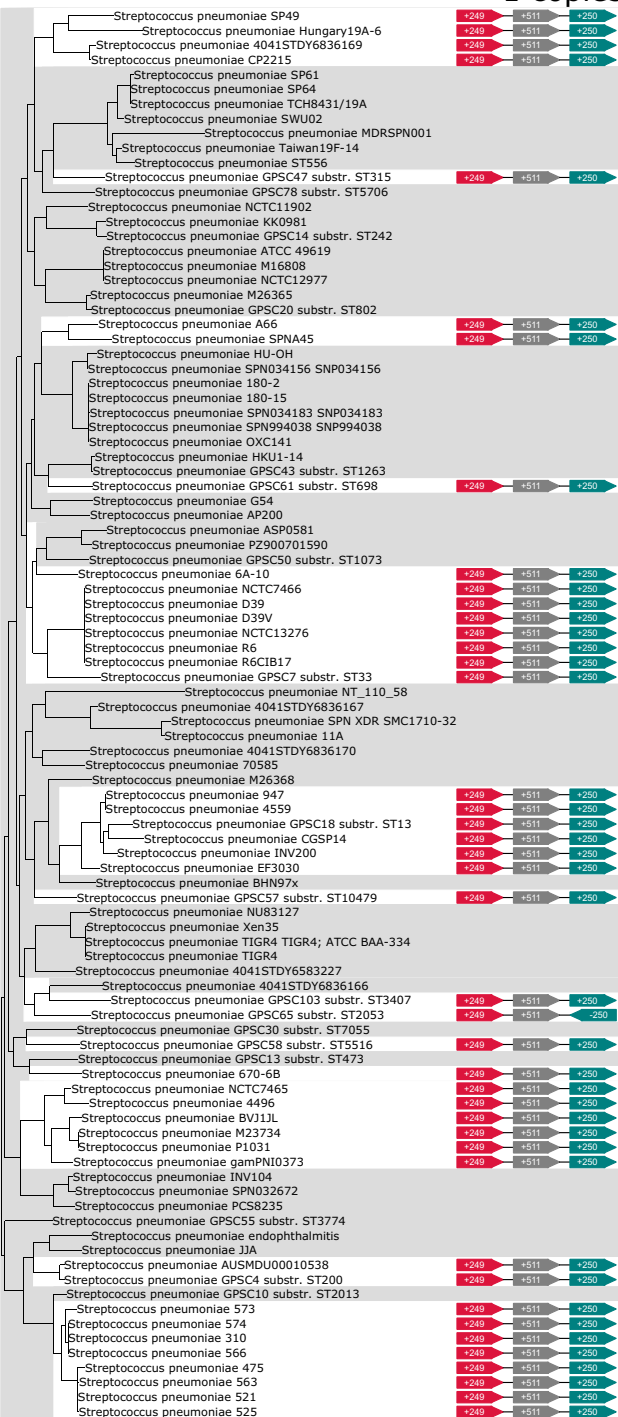 Streptococcus pneumoniae SP49 +249 +511 +250
Streptococcus pneumoniae Hungary19A-6 +249 +511 +250
Streptococcus pneumoniae 4041STDY6836169 +249 +511 +250
Streptococcus pneumoniae CP2215 +249 +511 +250
Streptococcus pneumoniae SP61
Streptococcus pneumoniae SP64
Streptococcus pneumoniae TCH8431/19A
Streptococcus pneumoniae SWU02
Streptococcus pneumoniae MDRSPN001
Streptococcus pneumoniae Taiwan19F-14
Streptococcus pneumoniae ST556
Streptococcus pneumoniae GPSC47 substr. ST315 +249 +511 +250
Streptococcus pneumoniae GPSC78 substr. ST5706
Streptococcus pneumoniae NCTC11902
Streptococcus pneumoniae KK0981
Streptococcus pneumoniae GPSC14 substr. ST242
Streptococcus pneumoniae ATCC 49619
Streptococcus pneumoniae M16808
Streptococcus pneumoniae NCTC12977
Streptococcus pneumoniae M26365
Streptococcus pneumoniae GPSC20 substr. ST802
Streptococcus pneumoniae A66 +249 +511 +250
Streptococcus pneumoniae SPNA45 +249 +511 +250
Streptococcus pneumoniae HU-OH
Streptococcus pneumoniae SPN034156 SNP034156
Streptococcus pneumoniae 180-2
Streptococcus pneumoniae 180-15
Streptococcus pneumoniae SPN034183 SNP034183
Streptococcus pneumoniae SPN994038 SNP994038
Streptococcus pneumoniae OXC141
Streptococcus pneumoniae HKU1-14
Streptococcus pneumoniae GPSC43 substr. ST1263
Streptococcus pneumoniae GPSC61 substr. ST698 +249 +511 +250
Streptococcus pneumoniae G54
Streptococcus pneumoniae AP200
Streptococcus pneumoniae ASP0581
Streptococcus pneumoniae PZ900701590
Streptococcus pneumoniae GPSC50 substr. ST1073
Streptococcus pneumoniae 6A-10 +249 +511 +250
Streptococcus pneumoniae NCTC7466 +249 +511 +250
Streptococcus pneumoniae D39 +249 +511 +250
Streptococcus pneumoniae D39V +249 +511 +250
Streptococcus pneumoniae NCTC13276 +249 +511 +250
Streptococcus pneumoniae R6 +249 +511 +250
Streptococcus pneumoniae R6CIB17 +249 +511 +250
Streptococcus pneumoniae GPSC7 substr. ST33 +249 +511 +250
Streptococcus pneumoniae NT_110_58
Streptococcus pneumoniae 4041STDY6836167
Streptococcus pneumoniae SPN XDR SMC1710-32
Streptococcus pneumoniae 11A
Streptococcus pneumoniae 4041STDY6836170
Streptococcus pneumoniae 70585
Streptococcus pneumoniae M26368
Streptococcus pneumoniae 947 +249 +511 +250
Streptococcus pneumoniae 4559 +249 +511 +250
Streptococcus pneumoniae GPSC18 substr. ST13 +249 +511 +250
Streptococcus pneumoniae CGSP14 +249 +511 +250
Streptococcus pneumoniae INV200 +249 +511 +250
Streptococcus pneumoniae EF3030 +249 +511 +250
Streptococcus pneumoniae BHN97x
Streptococcus pneumoniae GPSC57 substr. ST10479 +249 +511 +250
Streptococcus pneumoniae NU83127
Streptococcus pneumoniae Xen35
Streptococcus pneumoniae TIGR4 TIGR4; ATCC BAA-334
Streptococcus pneumoniae TIGR4
Streptococcus pneumoniae 4041STDY6583227
Streptococcus pneumoniae 4041STDY6836166
Streptococcus pneumoniae GPSC103 substr. ST3407 +249 +511 +250
Streptococcus pneumoniae GPSC65 substr. ST2053 +249 +511 -250
Streptococcus pneumoniae GPSC30 substr. ST7055
Streptococcus pneumoniae GPSC58 substr. ST5516 +249 +511 +250
Streptococcus pneumoniae GPSC13 substr. ST473
Streptococcus pneumoniae 670-6B +249 +511 +250
Streptococcus pneumoniae NCTC7465 +249 +511 +250
Streptococcus pneumoniae 4496 +249 +511 +250
Streptococcus pneumoniae BVJ1JL +249 +511 +250
Streptococcus pneumoniae M23734 +249 +511 +250
Streptococcus pneumoniae P1031 +249 +511 +250
Streptococcus pneumoniae gamPNI0373 +249 +511 +250
Streptococcus pneumoniae INV104
Streptococcus pneumoniae SPN032672
Streptococcus pneumoniae PCS8235
Streptococcus pneumoniae GPSC55 substr. ST3774
Streptococcus pneumoniae endophthalmitis
Streptococcus pneumoniae JJA
Streptococcus pneumoniae AUSMDU00010538 +249 +511 +250
Streptococcus pneumoniae GPSC4 substr. ST200 +249 +511 +250
Streptococcus pneumoniae GPSC10 substr. ST2013
Streptococcus pneumoniae 573 +249 +511 +250
Streptococcus pneumoniae 574 +249 +511 +250
Streptococcus pneumoniae 310 +249 +511 +250
Streptococcus pneumoniae 566 +249 +511 +250
Streptococcus pneumoniae 475 +249 +511 +250
Streptococcus pneumoniae 563 +249 +511 +250
Streptococcus pneumoniae 521 +249 +511 +250
Streptococcus pneumoniae 525 +249 +511 +250